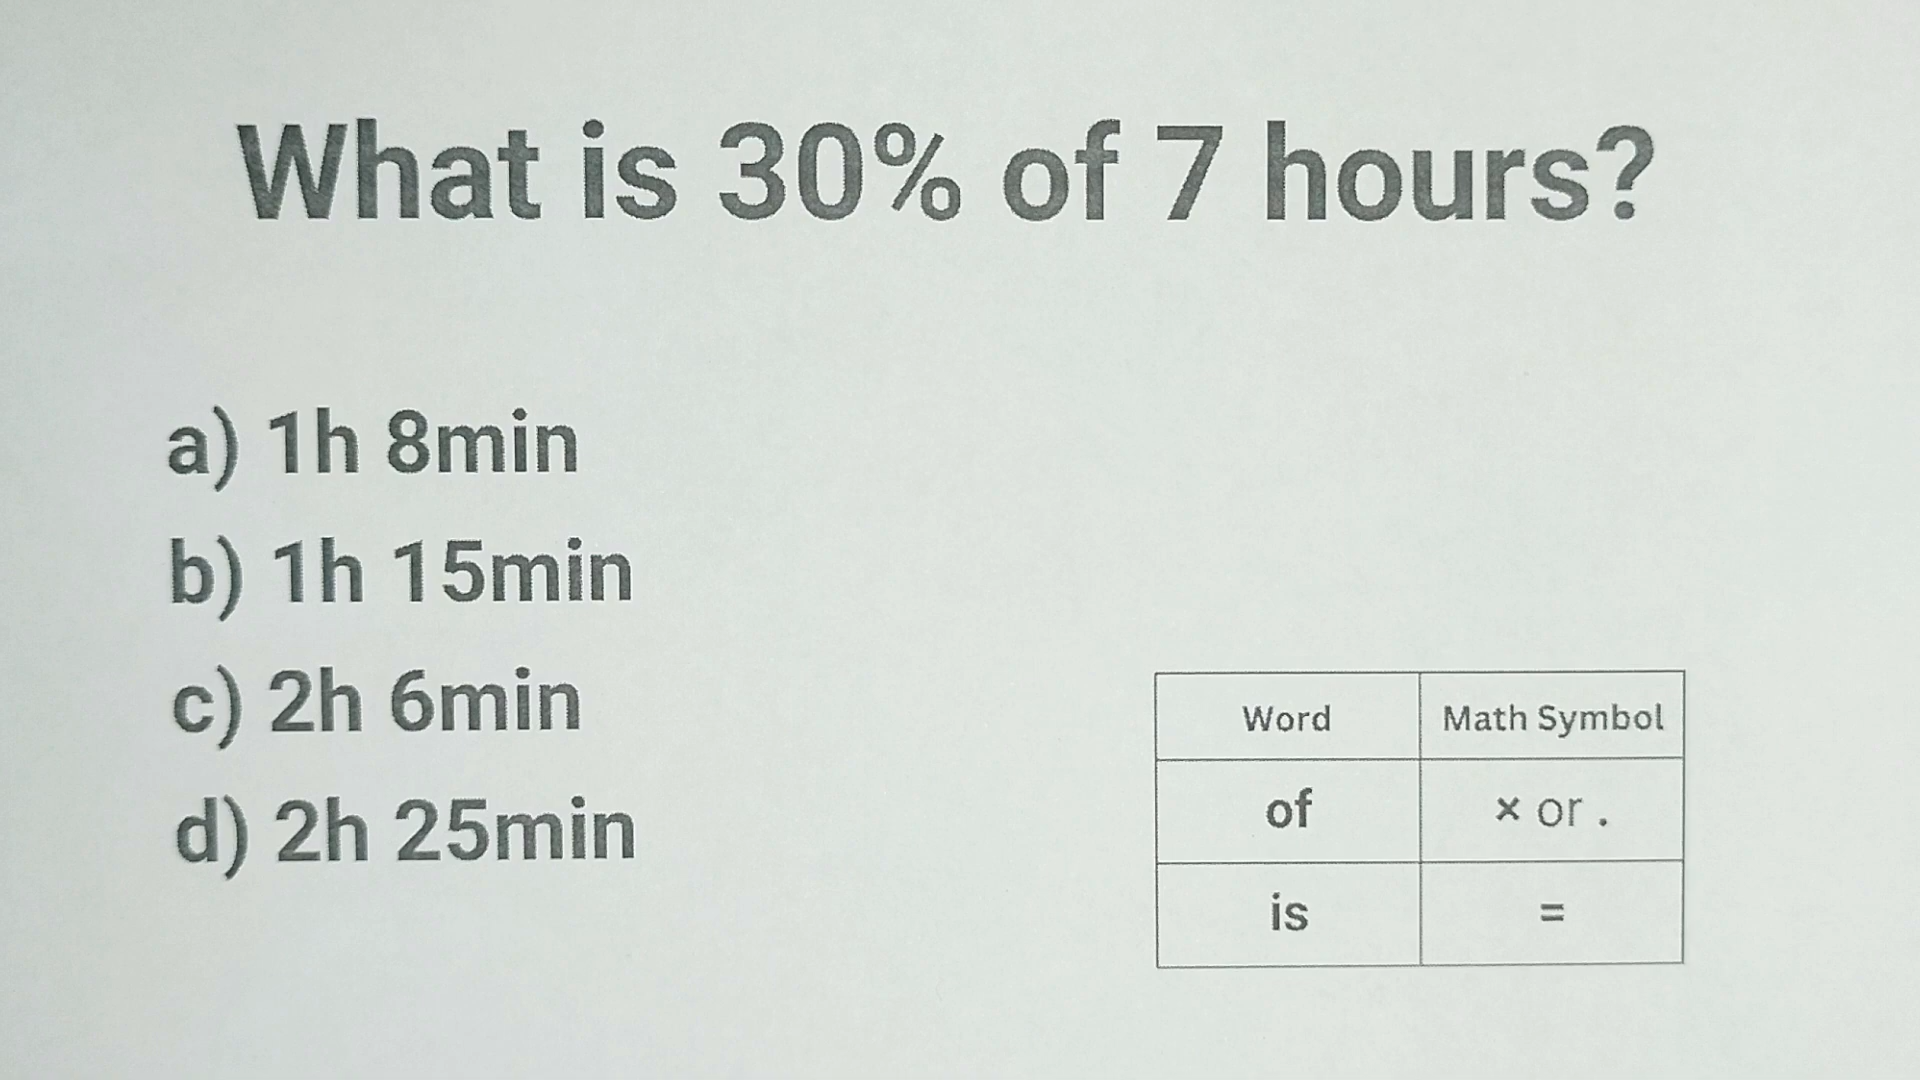 What is 30% of 7 hours?
a) 1h 8min
b) 1h 15min
c) 2h 6min
d) 2h 25min
Word Math Symbol
of × or .
is =